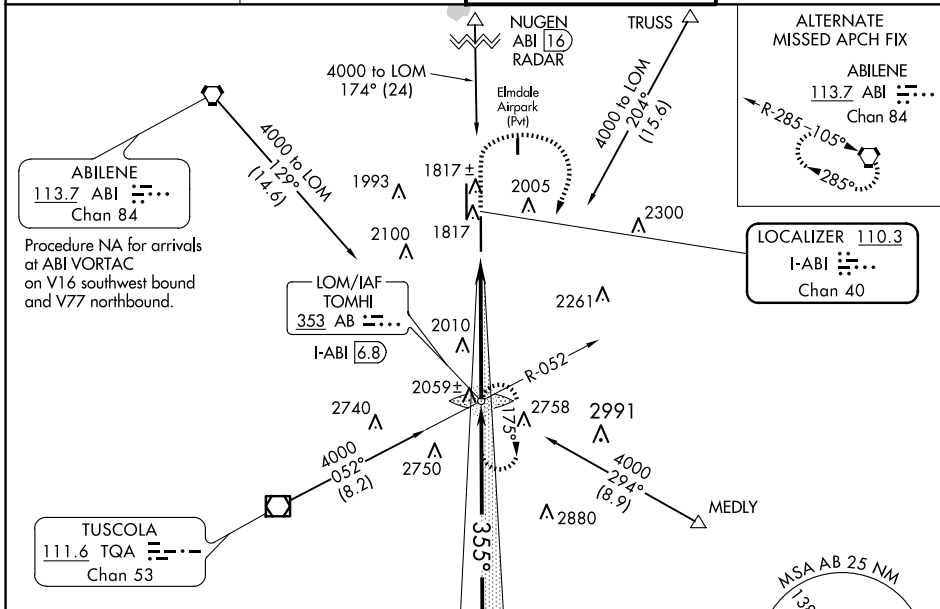 NUGEN
ABI 16
RADAR
TRUSS
ALTERNATE
MISSED APCH FIX
ABILENE
113.7 ABI
Chan 84
R-285
105°
285°
4000 to LOM
174° (24)
Elmdale
Airpark
(Pvt)
4000 to LOM
204°
(15.6)
4000 to LOM
129°
(14.6)
ABILENE
113.7 ABI
Chan 84
Procedure NA for arrivals
at ABI VORTAC
on V16 southwest bound
and V77 northbound.
1993
1817 ±
2005
2300
1817
2100
LOCALIZER 110.3
I-ABI
Chan 40
LOM/IAF
TOMHI
353 AB
I-ABI 6.8
2261
2010
R-052
2059±
2740
2758
2991
175°
2750
4000
052°
(8.2)
4000
294°
(8.9)
MEDLY
2880
355°
TUSCOLA
111.6 TQA
Chan 53
MSA AB 25 NM